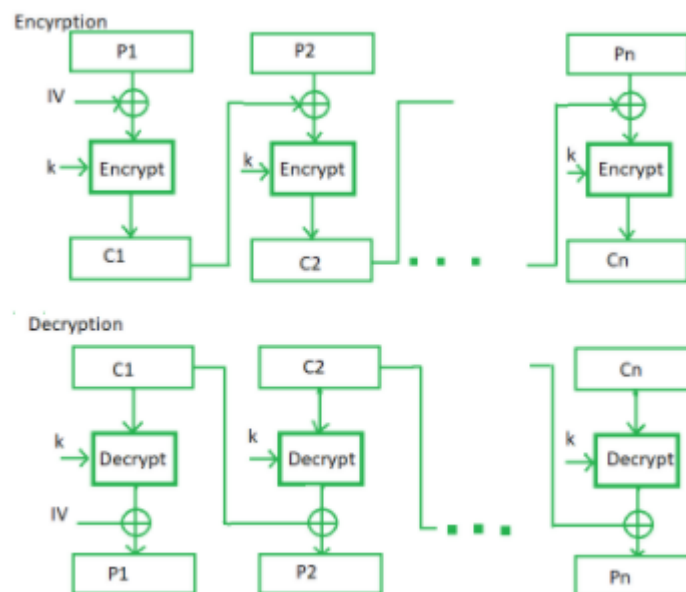 Encyrption
P1 P2 Pn
IV
k Encrypt k Encrypt k Encrypt
C1 C2 Cn
Decryption
C1 C2 Cn
k Decrypt k Decrypt k Decrypt
IV
P1 P2 Pn